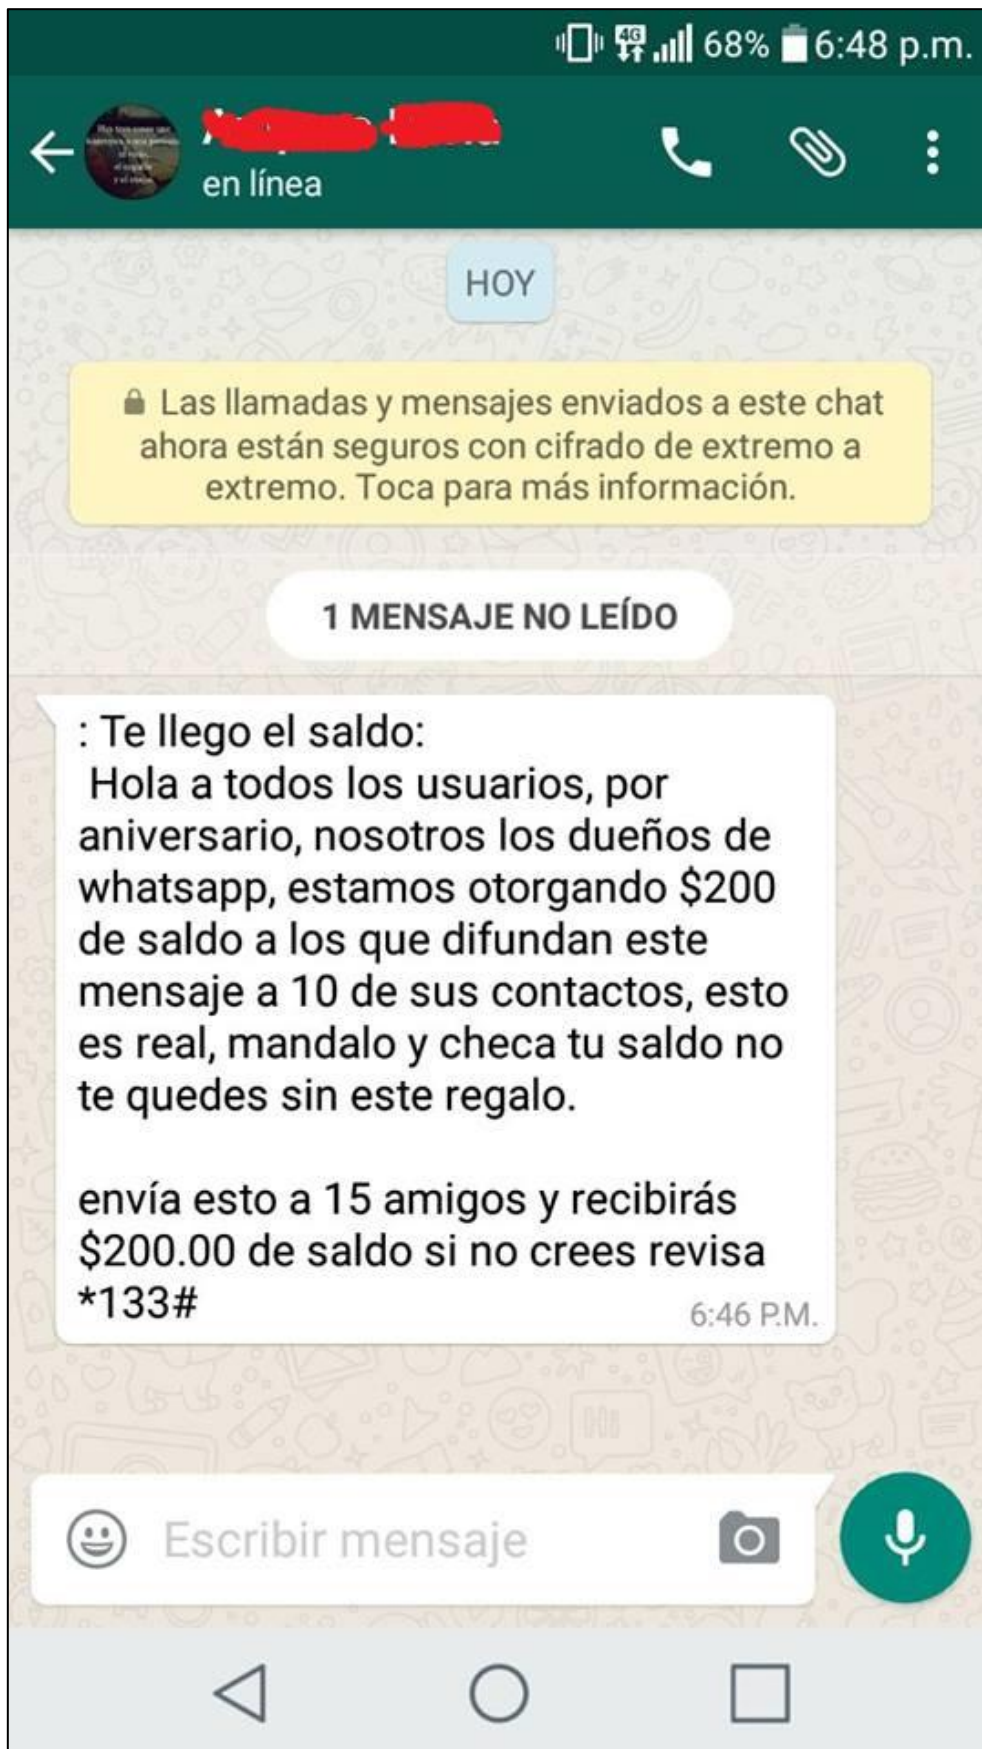 68% 6:48 p.m.
en línea
HOY
Las llamadas y mensajes enviados a este chat
ahora están seguros con cifrado de extremo a
extremo. Toca para más información.
1 MENSAJE NO LEÍDO
: Te llego el saldo:
Hola a todos los usuarios, por
aniversario, nosotros los dueños de
whatsapp, estamos otorgando $200
de saldo a los que difundan este
mensaje a 10 de sus contactos, esto
es real, mandalo y checa tu saldo no
te quedes sin este regalo.
envía esto a 15 amigos y recibirás
$200.00 de saldo si no crees revisa
*133#
6:46 P.M.
Escribir mensaje